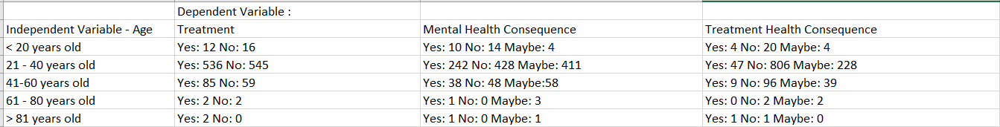 Dependent Variable :
Independent Variable - Age Treatment Mental Health Consequence Treatment Health Consequence
< 20 years old Yes: 12 No: 16 Yes: 10 No: 14 Maybe: 4 Yes: 4 No: 20 Maybe: 4
21 - 40 years old Yes: 536 No: 545 Yes: 242 No: 428 Maybe: 411 Yes: 47 No: 806 Maybe: 228
41-60 years old Yes: 85 No: 59 Yes: 38 No: 48 Maybe:58 Yes: 9 No: 96 Maybe: 39
61 - 80 years old Yes: 2 No: 2 Yes: 1 No: 0 Maybe: 3 Yes: 0 No: 2 Maybe: 2
> 81 years old Yes: 2 No: 0 Yes: 1 No: 0 Maybe: 1 Yes: 1 No: 1 Maybe: 0